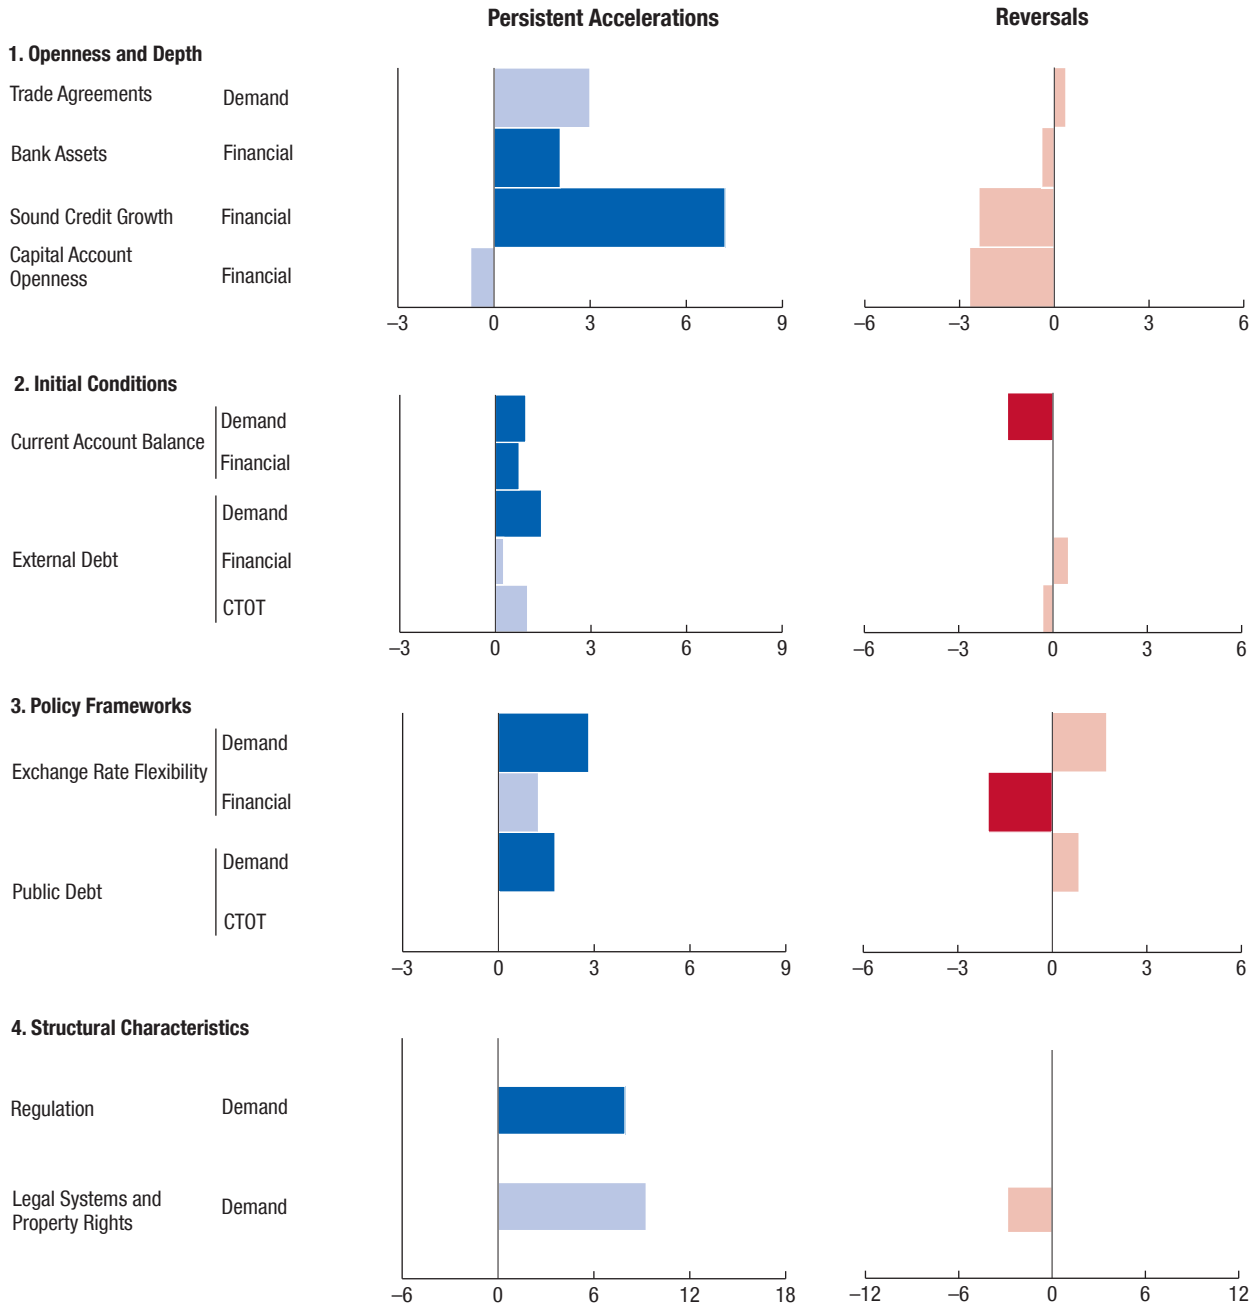 Persistent Accelerations
Reversals
1. Openness and Depth
Trade Agreements Demand
Bank Assets Financial
Sound Credit Growth Financial
Capital Account
Openness Financial
–3 0 3 6 9
–6 –3 0 3 6
2. Initial Conditions
Current Account Balance
Demand
Financial
External Debt
Demand
Financial
CTOT
–3 0 3 6 9
–6 –3 0 3 6
3. Policy Frameworks
Exchange Rate Flexibility
Demand
Financial
Public Debt
Demand
CTOT
–3 0 3 6 9
–6 –3 0 3 6
4. Structural Characteristics
Regulation Demand
Legal Systems and
Property Rights Demand
–6 0 6 12 18
–12 –6 0 6 12